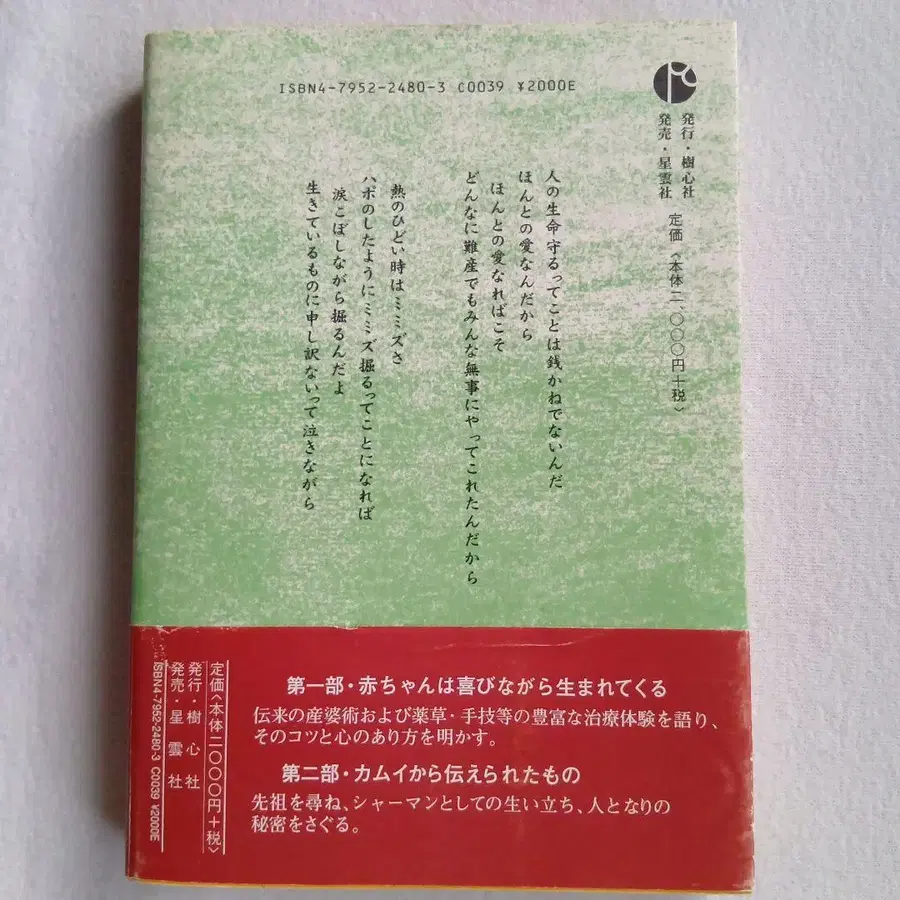 ISBN4-7952-2480-3 C0039 ¥2000E
発行・樹心社
発売・星雲社
定価〈本体二、〇〇〇円+税〉
人の生命守るってことは銭かねでないんだ
ほんとの愛なんだから
ほんとの愛なればこそ
どんなに難産でもみんな無事にやってこれたんだから
熱のひどい時はミミズさ
ハボのしたようにミミズ掘るってことになれば
涙こぼしながら掘るんだよ
生きているものに申し訳ないって泣きながら
第一部・赤ちゃんは喜びながら生まれてくる
伝来の産婆術および薬草・手技等の豊富な治療体験を語り、
そのコツと心のあり方を明かす。
第二部・カムイから伝えられたもの
先祖を尋ね、シャーマンとしての生い立ち、人となりの
秘密をさぐる。
定価〈本体二〇〇〇円+税〉
発行・樹心社
発売・星雲社
ISBN4-7952-2480-3 C0039 ¥2000E